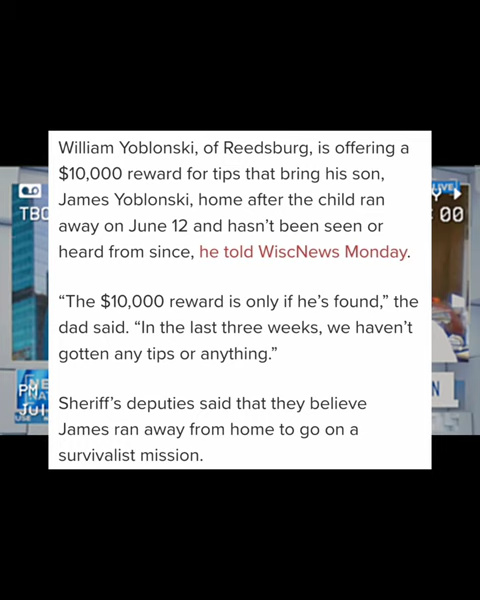 William Yoblonski, of Reedsburg, is offering a
$10,000 reward for tips that bring his son,
James Yoblonski, home after the child ran
away on June 12 and hasn’t been seen or
heard from since, he told WiscNews Monday.
“The $10,000 reward is only if he’s found,” the
dad said. “In the last three weeks, we haven’t
gotten any tips or anything.”
Sheriff’s deputies said that they believe
James ran away from home to go on a
survivalist mission.
TBC
LIVE
00
PM